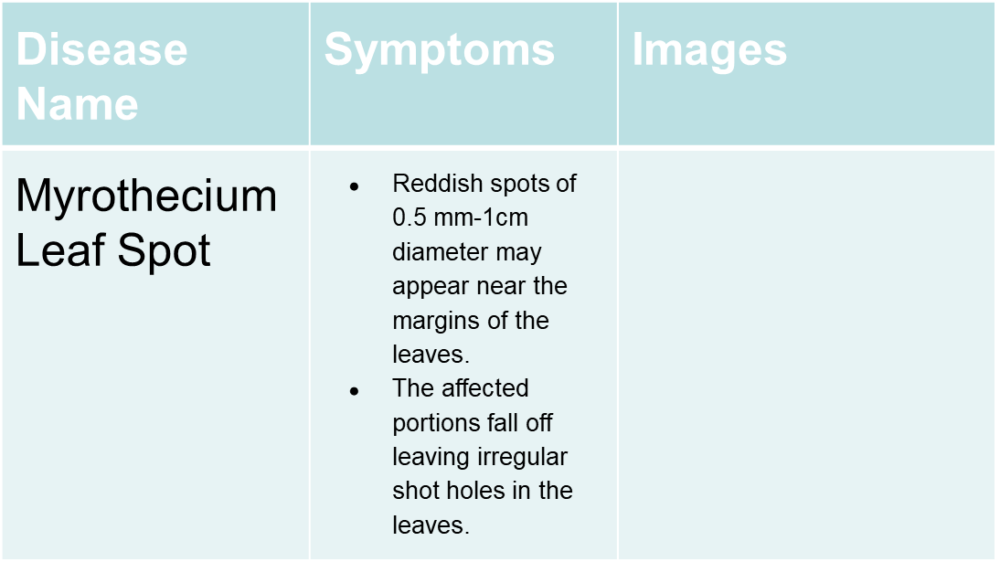 Disease
Name
Symptoms
Images
Myrothecium
Leaf Spot
• Reddish spots of
0.5 mm-1cm
diameter may
appear near the
margins of the
leaves.
• The affected
portions fall off
leaving irregular
shot holes in the
leaves.